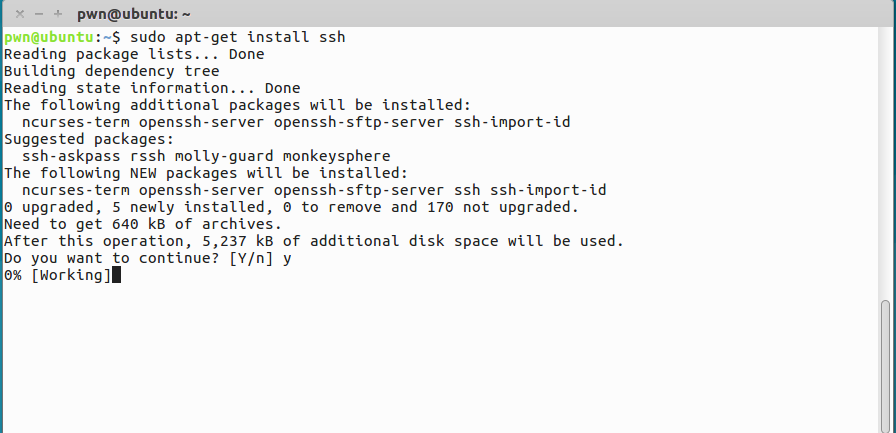 pwn@ubuntu: ~
pwn@ubuntu:~$ sudo apt-get install ssh
Reading package lists... Done
Building dependency tree
Reading state information... Done
The following additional packages will be installed:
  ncurses-term openssh-server openssh-sftp-server ssh-import-id
Suggested packages:
  ssh-askpass rssh molly-guard monkeysphere
The following NEW packages will be installed:
  ncurses-term openssh-server openssh-sftp-server ssh ssh-import-id
0 upgraded, 5 newly installed, 0 to remove and 170 not upgraded.
Need to get 640 kB of archives.
After this operation, 5,237 kB of additional disk space will be used.
Do you want to continue? [Y/n] y
0% [Working]